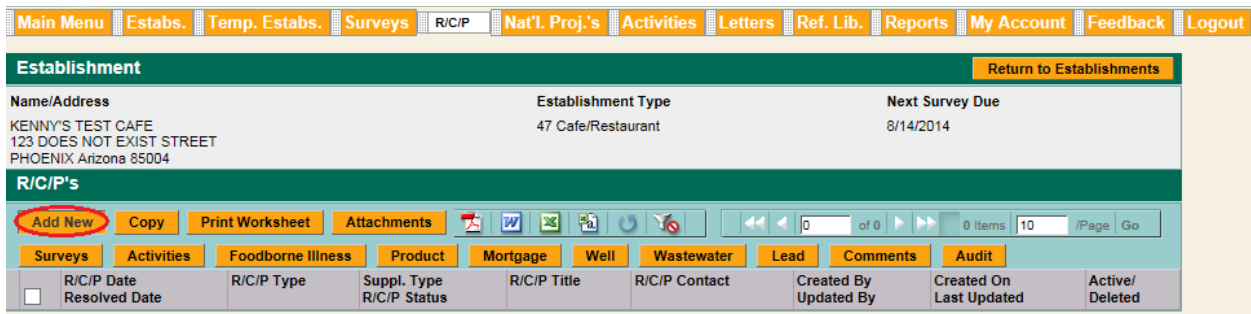 Main Menu Estabs. Temp. Estabs. Surveys R/C/P Nat'l. Proj.'s Activities Letters Ref. Lib. Reports My Account Feedback Logout
Establishment Return to Establishments
Name/Address Establishment Type Next Survey Due
KENNY'S TEST CAFE 47 Cafe/Restaurant 8/14/2014
123 DOES NOT EXIST STREET
PHOENIX Arizona 85004
R/C/P's
Add New Copy Print Worksheet Attachments 0 of 0 0 Items 10 /Page Go
Surveys Activities Foodborne Illness Product Mortgage Well Wastewater Lead Comments Audit
R/C/P Date R/C/P Type Suppl. Type R/C/P Title R/C/P Contact Created By Created On Active/
Resolved Date R/C/P Status Updated By Last Updated Deleted